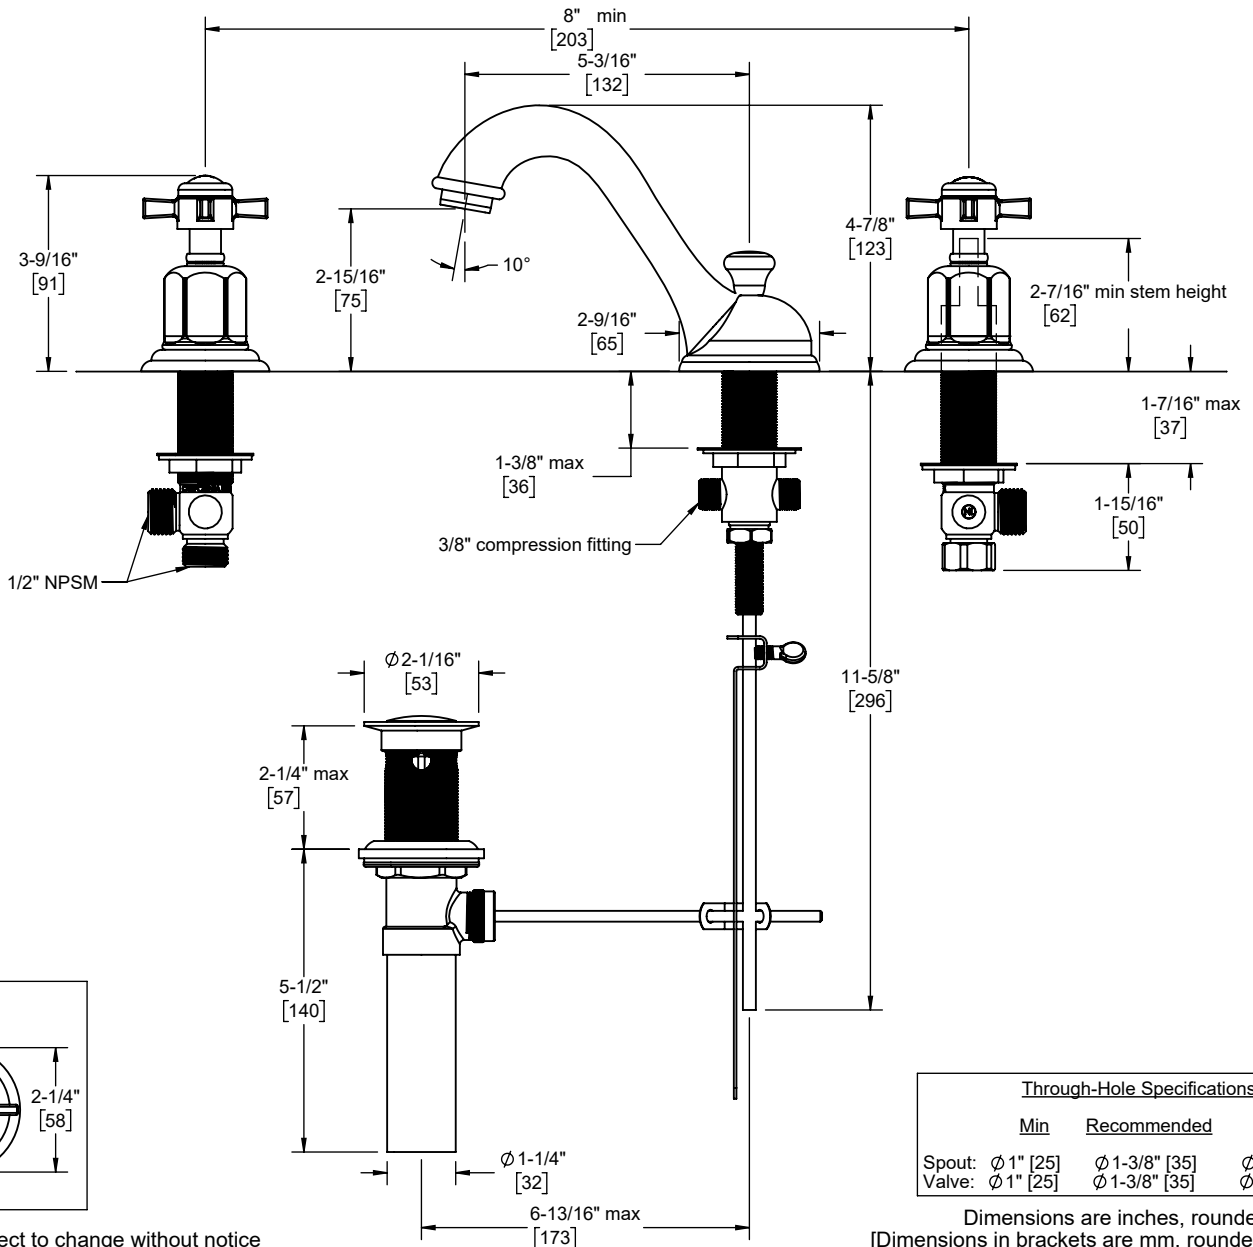 8" min
[203]
5-3/16"
[132]
3-9/16"
[91]
2-15/16"
[75]
10°
4-7/8"
[123]
2-9/16"
[65]
2-7/16" min stem height
[62]
1-7/16" max
[37]
1-3/8" max
[36]
1-15/16"
[50]
3/8" compression fitting
1/2" NPSM
11-5/8"
[296]
Ø2-1/16"
[53]
2-1/4" max
[57]
5-1/2"
[140]
2-1/4"
[58]
Ø1-1/4"
[32]
6-13/16" max
[173]
Through-Hole Specifications
Min Recommended
Spout: Ø1" [25] Ø1-3/8" [35] Ø
Valve: Ø1" [25] Ø1-3/8" [35] Ø
ect to change without notice
Dimensions are inches, rounde
[Dimensions in brackets are mm, rounde